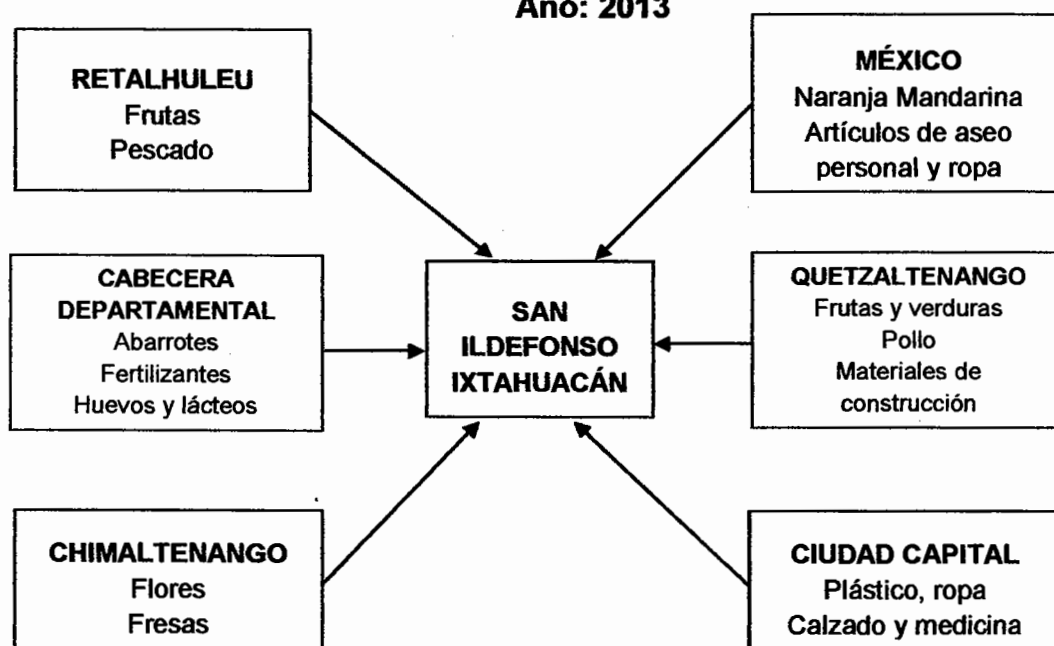 Año: 2013
RETALHULEU
Frutas
Pescado
MÉXICO
Naranja Mandarina
Artículos de aseo
personal y ropa
CABECERA
DEPARTAMENTAL
Abarrotes
Fertilizantes
Huevos y lácteos
SAN
ILDEFONSO
IXTAHUACÁN
QUETZALTENANGO
Frutas y verduras
Pollo
Materiales de
construcción
CHIMALTENANGO
Flores
Fresas
CIUDAD CAPITAL
Plástico, ropa
Calzado y medicina